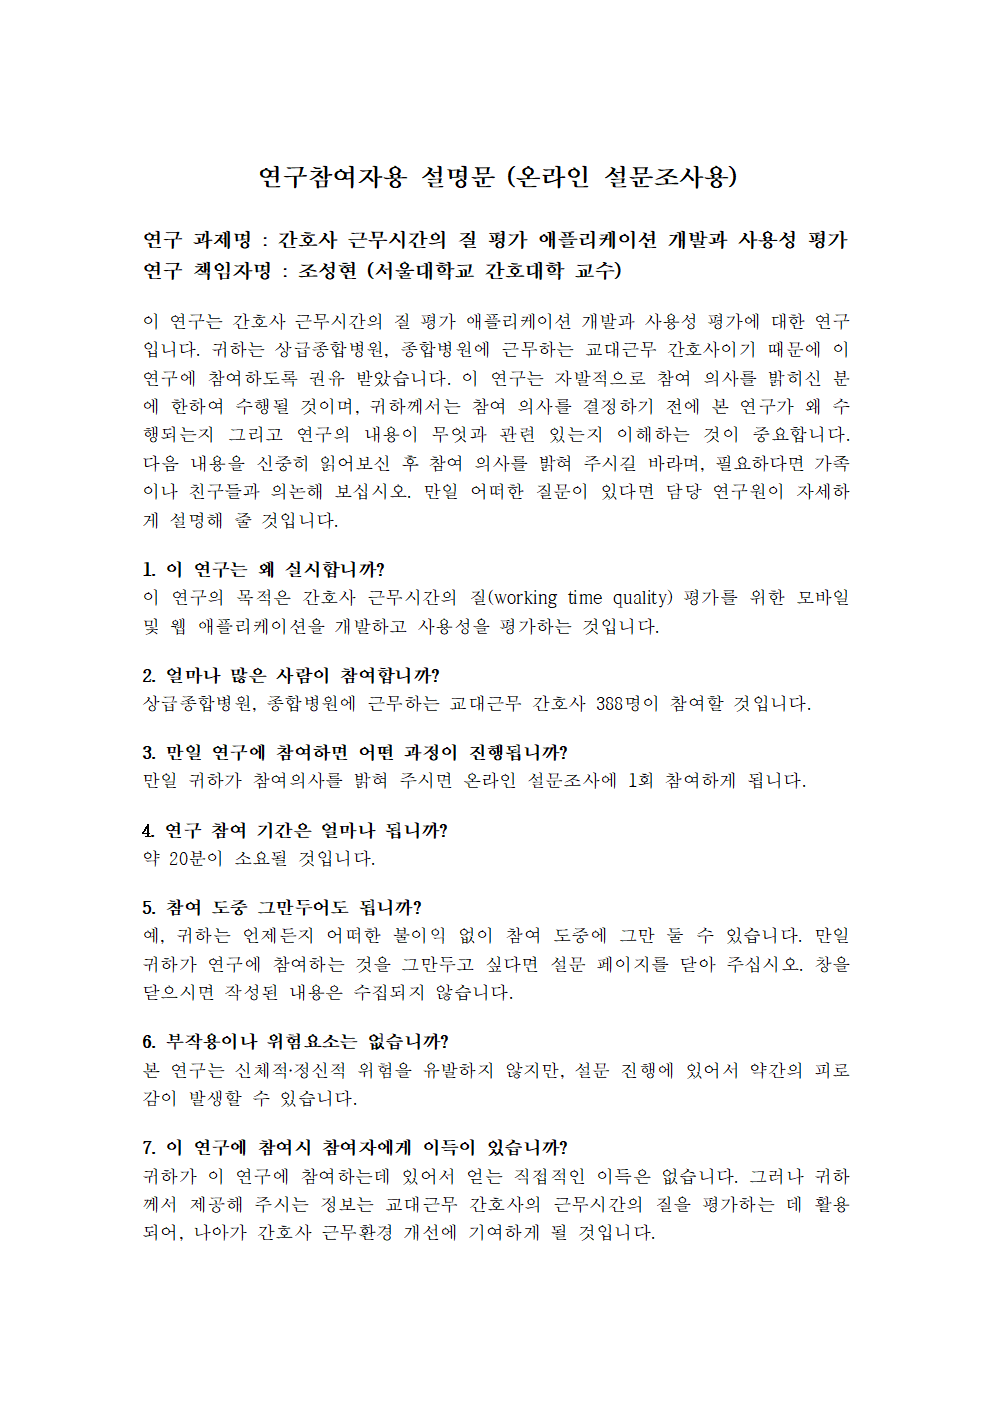 연구참여자용 설명문 (온라인 설문조사용)
연구 과제명 : 간호사 근무시간의 질 평가 애플리케이션 개발과 사용성 평가
연구 책임자명 : 조성현 (서울대학교 간호대학 교수)
이 연구는 간호사 근무시간의 질 평가 애플리케이션 개발과 사용성 평가에 대한 연구
입니다. 귀하는 상급종합병원, 종합병원에 근무하는 교대근무 간호사이기 때문에 이
연구에 참여하도록 권유 받았습니다. 이 연구는 자발적으로 참여 의사를 밝히신 분
에 한하여 수행될 것이며, 귀하께서는 참여 의사를 결정하기 전에 본 연구가 왜 수
행되는지 그리고 연구의 내용이 무엇과 관련 있는지 이해하는 것이 중요합니다.
다음 내용을 신중히 읽어보신 후 참여 의사를 밝혀 주시길 바라며, 필요하다면 가족
이나 친구들과 의논해 보십시오. 만일 어떠한 질문이 있다면 담당 연구원이 자세하
게 설명해 줄 것입니다.
1. 이 연구는 왜 실시합니까?
이 연구의 목적은 간호사 근무시간의 질(working time quality) 평가를 위한 모바일
및 웹 애플리케이션을 개발하고 사용성을 평가하는 것입니다.
2. 얼마나 많은 사람이 참여합니까?
상급종합병원, 종합병원에 근무하는 교대근무 간호사 388명이 참여할 것입니다.
3. 만일 연구에 참여하면 어떤 과정이 진행됩니까?
만일 귀하가 참여의사를 밝혀 주시면 온라인 설문조사에 1회 참여하게 됩니다.
4. 연구 참여 기간은 얼마나 됩니까?
약 20분이 소요될 것입니다.
5. 참여 도중 그만두어도 됩니까?
예, 귀하는 언제든지 어떠한 불이익 없이 참여 도중에 그만 둘 수 있습니다. 만일
귀하가 연구에 참여하는 것을 그만두고 싶다면 설문 페이지를 닫아 주십시오. 창을
닫으시면 작성된 내용은 수집되지 않습니다.
6. 부작용이나 위험요소는 없습니까?
본 연구는 신체적·정신적 위험을 유발하지 않지만, 설문 진행에 있어서 약간의 피로
감이 발생할 수 있습니다.
7. 이 연구에 참여시 참여자에게 이득이 있습니까?
귀하가 이 연구에 참여하는데 있어서 얻는 직접적인 이득은 없습니다. 그러나 귀하
께서 제공해 주시는 정보는 교대근무 간호사의 근무시간의 질을 평가하는 데 활용
되어, 나아가 간호사 근무환경 개선에 기여하게 될 것입니다.